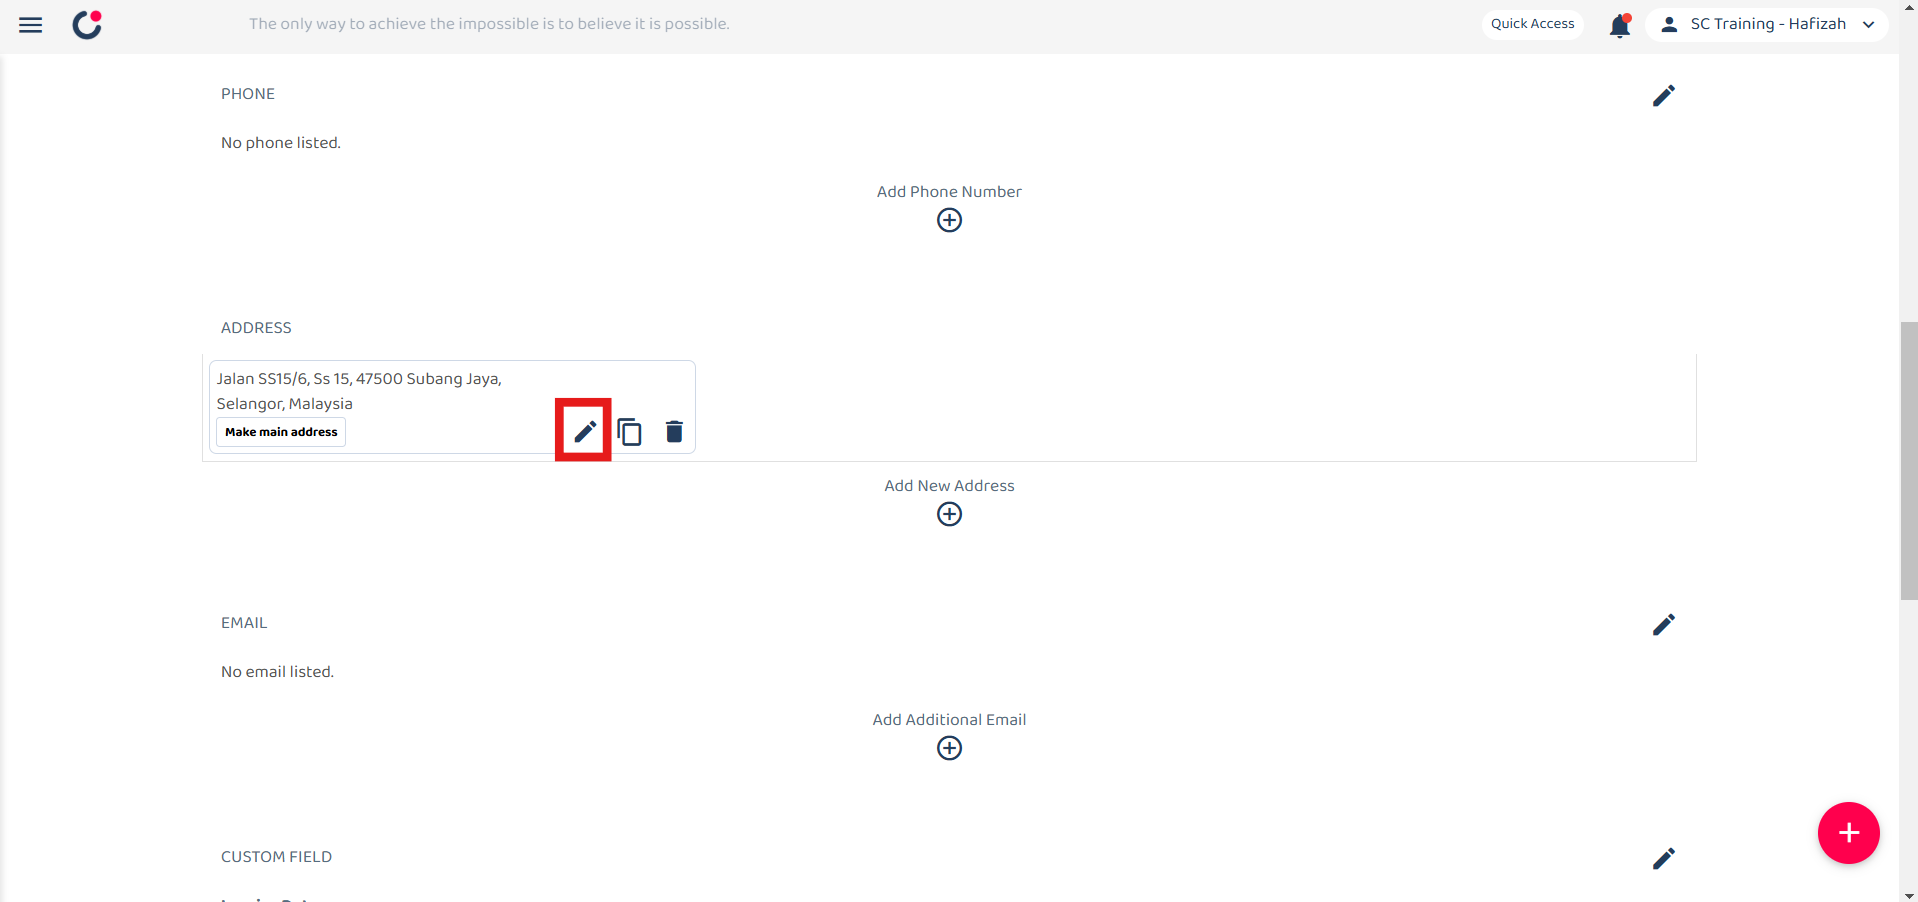 The only way to achieve the impossible is to believe it is possible.
Quick Access
SC Training - Hafizah
PHONE
No phone listed.
Add Phone Number
ADDRESS
Jalan SS15/6, Ss 15, 47500 Subang Jaya,
Selangor, Malaysia
Make main address
Add New Address
EMAIL
No email listed.
Add Additional Email
CUSTOM FIELD